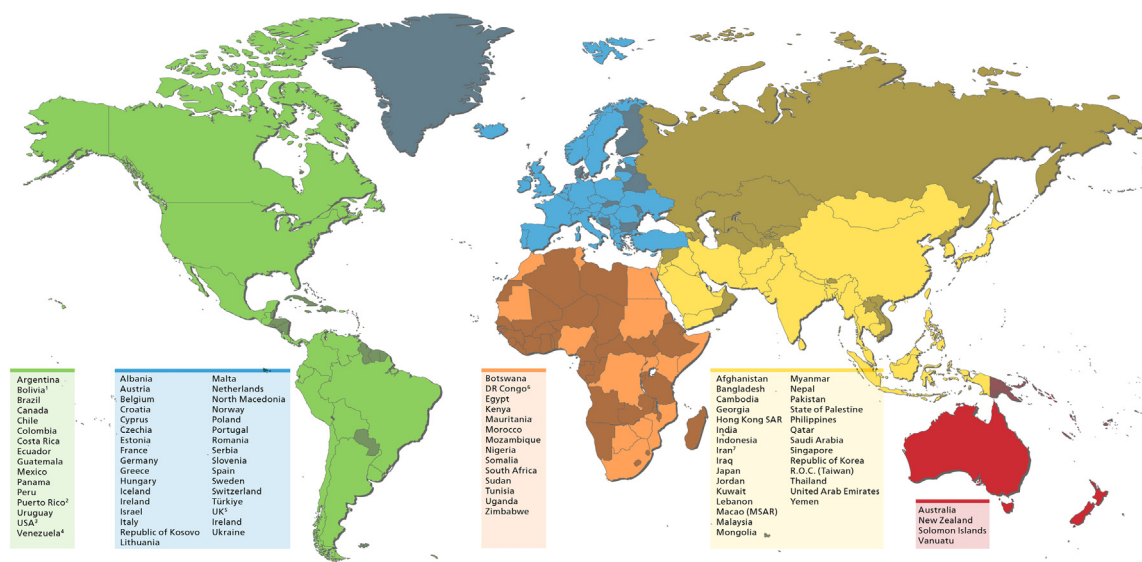 Argentina
Bolivia¹
Brazil
Canada
Chile
Colombia
Costa Rica
Ecuador
Guatemala
Mexico
Panama
Peru
Puerto Rico²
Uruguay
USA³
Venezuela⁴
Albania
Austria
Belgium
Croatia
Cyprus
Czechia
Estonia
France
Germany
Greece
Hungary
Iceland
Ireland
Israel
Italy
Republic of Kosovo
Lithuania
Malta
Netherlands
North Macedonia
Norway
Poland
Portugal
Romania
Serbia
Slovenia
Spain
Sweden
Switzerland
Türkiye
UK⁵
Ireland
Ukraine
Botswana
DR Congo⁶
Egypt
Kenya
Mauritania
Morocco
Mozambique
Nigeria
Somalia
South Africa
Sudan
Tunisia
Uganda
Zimbabwe
Afghanistan
Bangladesh
Cambodia
Georgia
Hong Kong SAR
India
Indonesia
Iran⁷
Iraq
Japan
Jordan
Kuwait
Lebanon
Macao (MSAR)
Malaysia
Mongolia
Myanmar
Nepal
Pakistan
State of Palestine
Philippines
Qatar
Saudi Arabia
Singapore
Republic of Korea
R.O.C. (Taiwan)
Thailand
United Arab Emirates
Yemen
Australia
New Zealand
Solomon Islands
Vanuatu